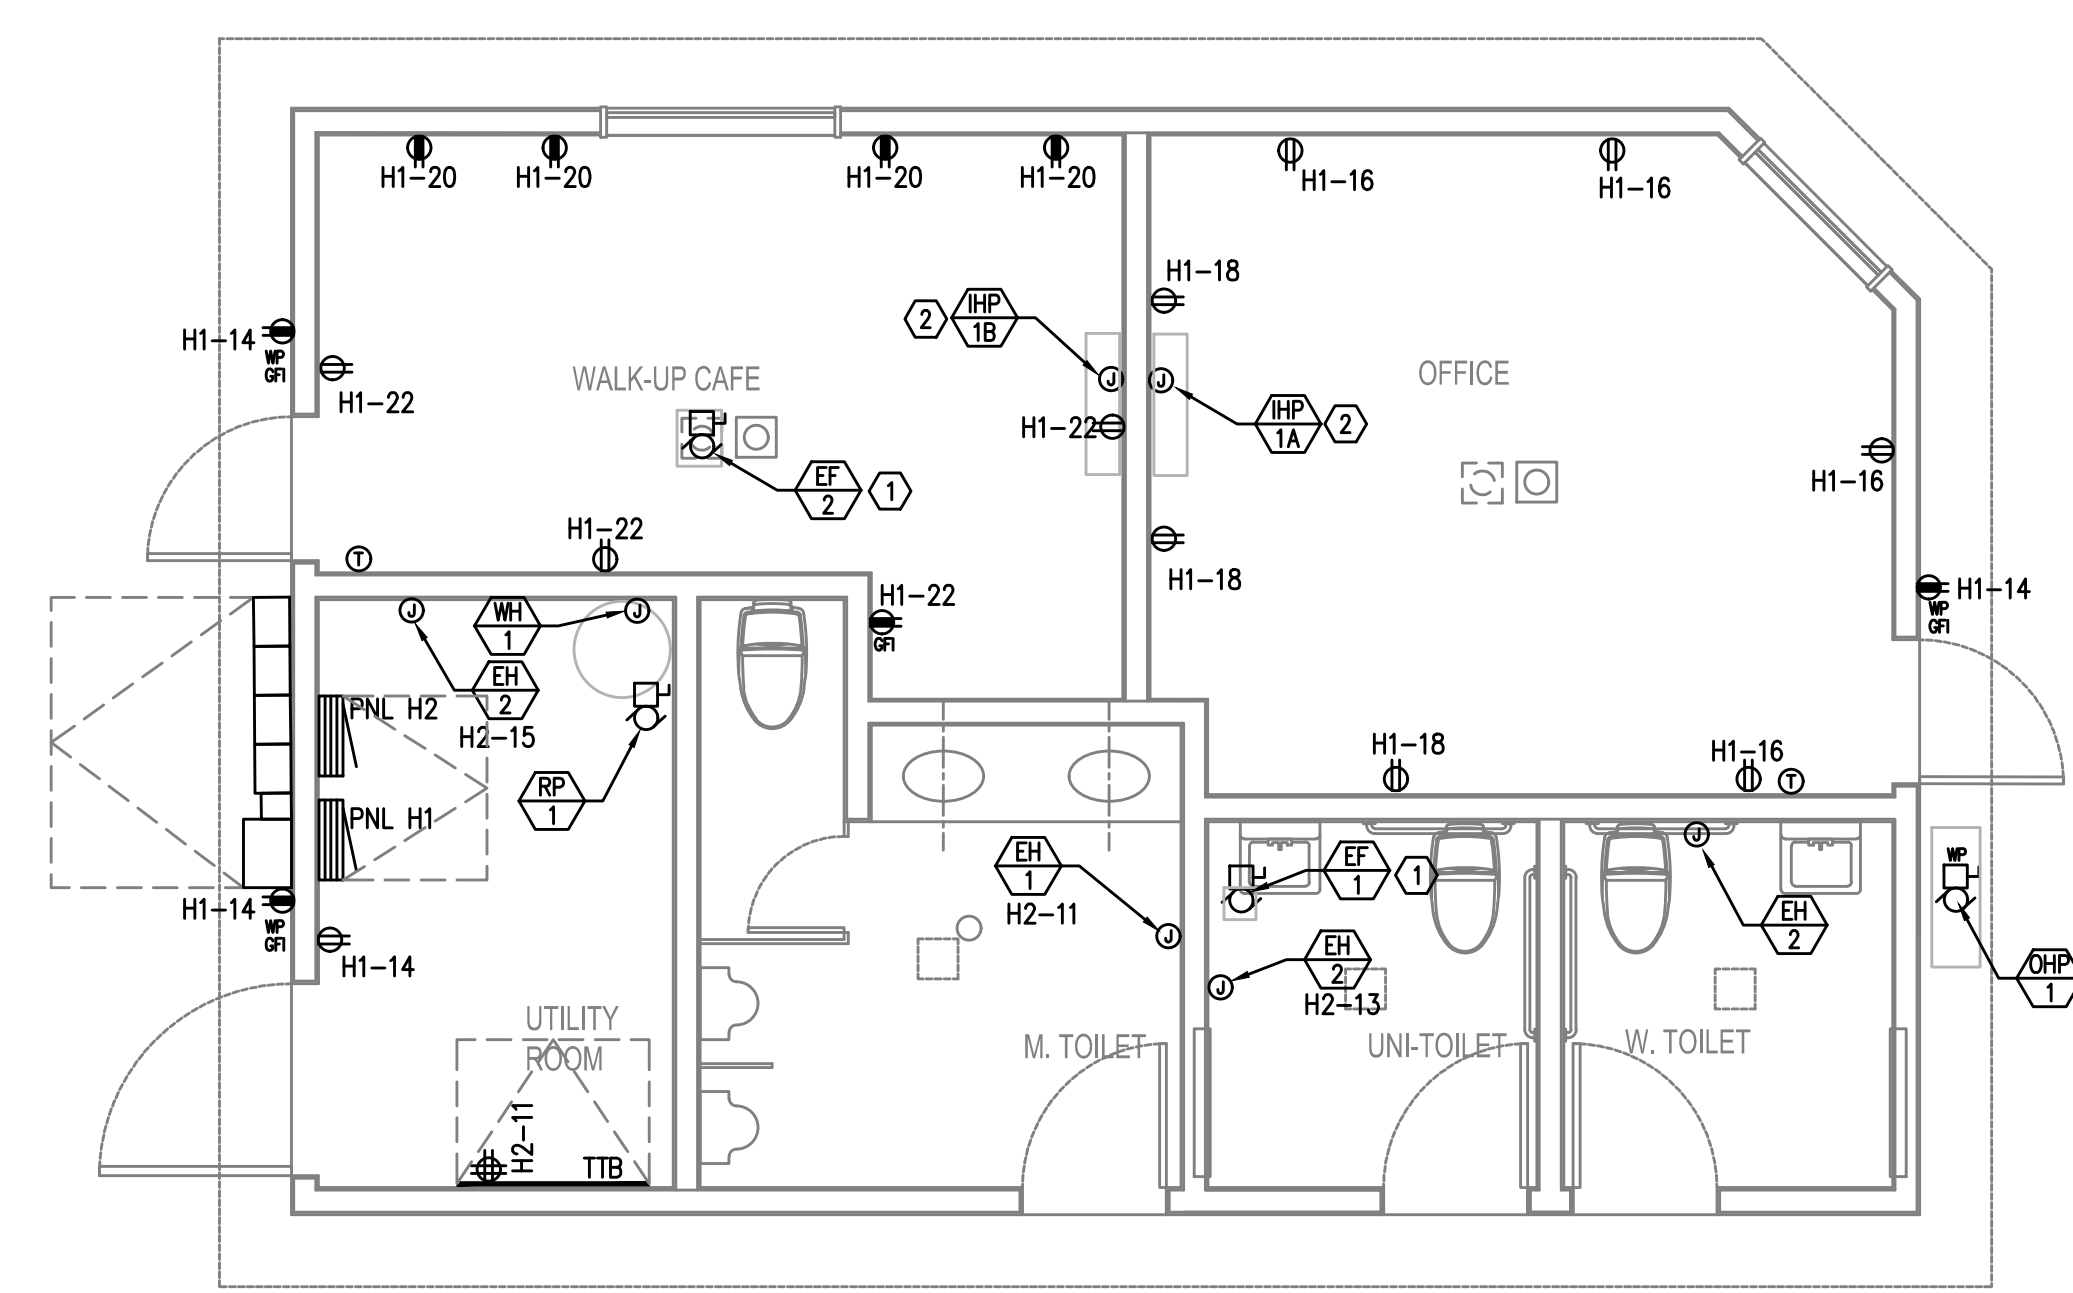 H1-20
H1-20
H1-20
H1-20
H1-16
H1-16
H1-18
2
IHP
1B
J
J
IHP
1A
2
H1-14
WP
GFI
H1-22
WALK-UP CAFE
OFFICE
H1-22
H1-16
EF
2
1
H1-22
T
H1-18
H1-22
GFI
H1-14
WP
GFI
J
WH
1
J
EH
2
H2-15
PNL H2
RP
1
PNL H1
H1-18
H1-16
T
H1-14
WP
GFI
H1-14
EH
1
H2-11
J
EF
1
1
J
EH
2
WP
OHP
1
J
EH
2
H2-13
UTILITY
ROOM
M. TOILET
UNI-TOILET
W. TOILET
H2-11
TTB